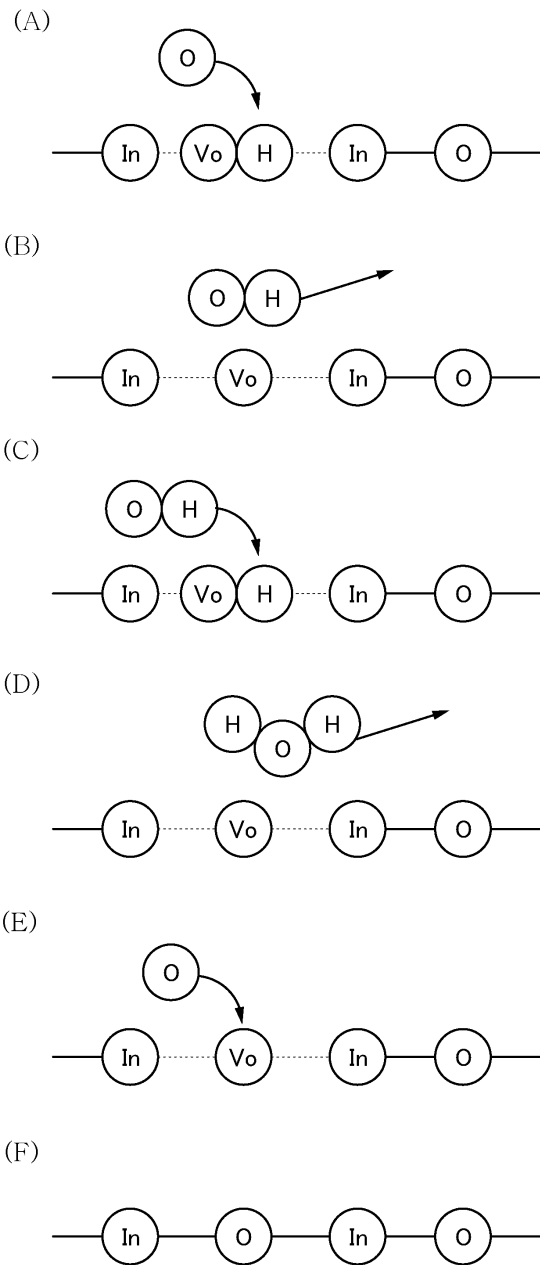 (A)
O
In Vo H In O
(B)
O H
In Vo In O
(C)
O H
In Vo H In O
(D)
H O H
In Vo In O
(E)
O
In Vo In O
(F)
In O In O